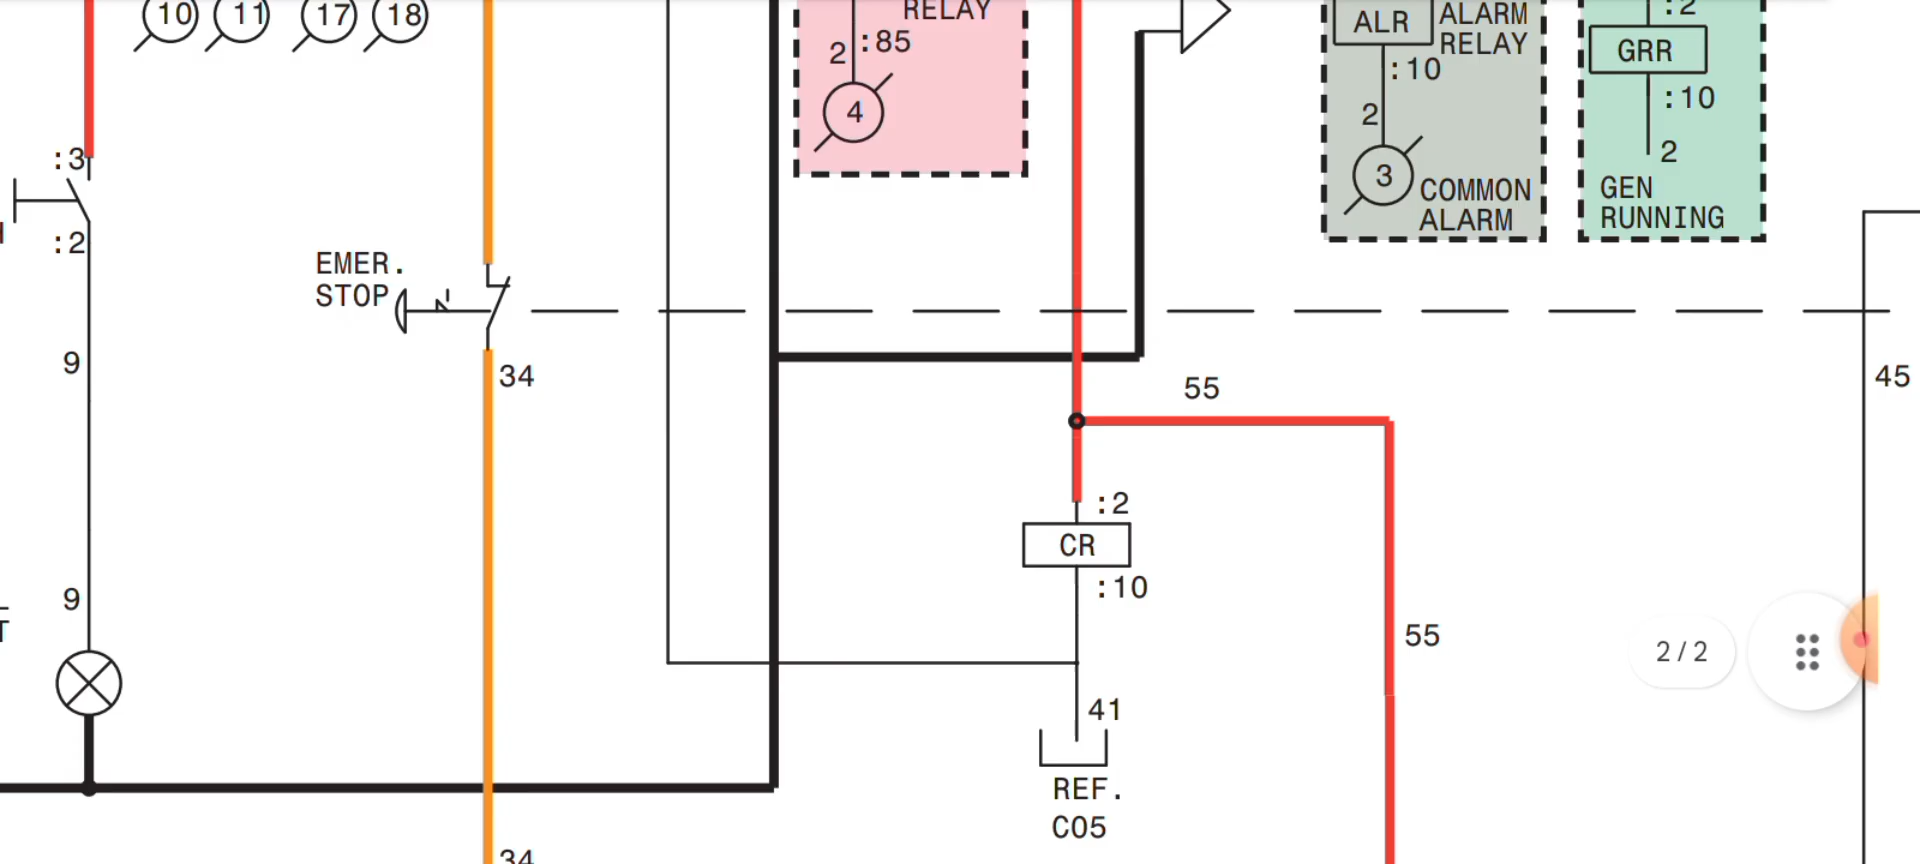 10 11 17 18
RELAY
2 :85
4
ALR
ALARM
RELAY
:10
2
3
COMMON
ALARM
:2
GRR
:10
2
GEN
RUNNING
:3
:2
EMER.
STOP
9
34
55
45
:2
CR
:10
9
55
2 / 2
41
REF.
C05
34